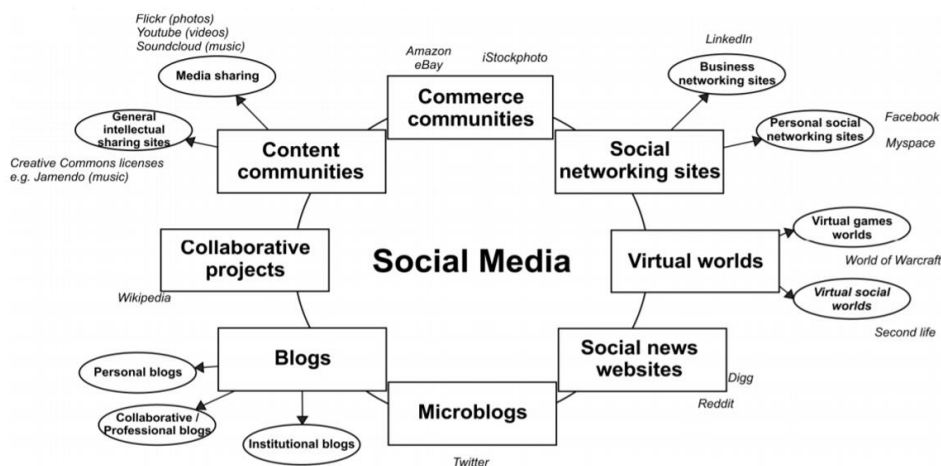 Flickr (photos)
Youtube (videos)
Soundcloud (music)
Media sharing
General
intellectual
sharing sites
Creative Commons licenses
e.g. Jamendo (music)
Content
communities
Amazon
eBay
iStockphoto
Commerce
communities
LinkedIn
Business
networking sites
Personal social
networking sites
Facebook
Myspace
Social
networking sites
Collaborative
projects
Wikipedia
Social Media
Virtual worlds
Virtual games
worlds
World of Warcraft
Virtual social
worlds
Second life
Blogs
Personal blogs
Collaborative /
Professional blogs
Institutional blogs
Microblogs
Twitter
Social news
websites
Digg
Reddit